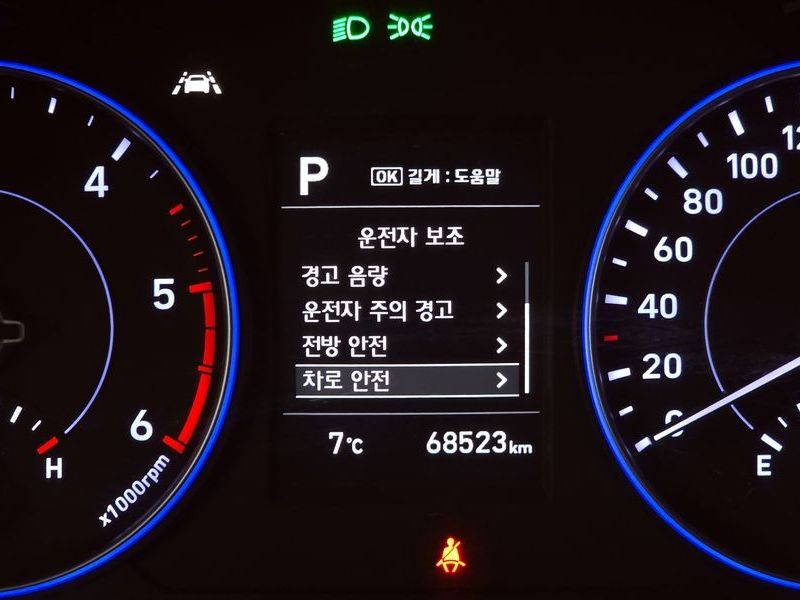 P
OK 길게 : 도움말
운전자 보조
경고 음량
운전자 주의 경고
전방 안전
차로 안전
7°C
68523km
4
5
6
H
x1000rpm
100
80
60
40
20
0
E